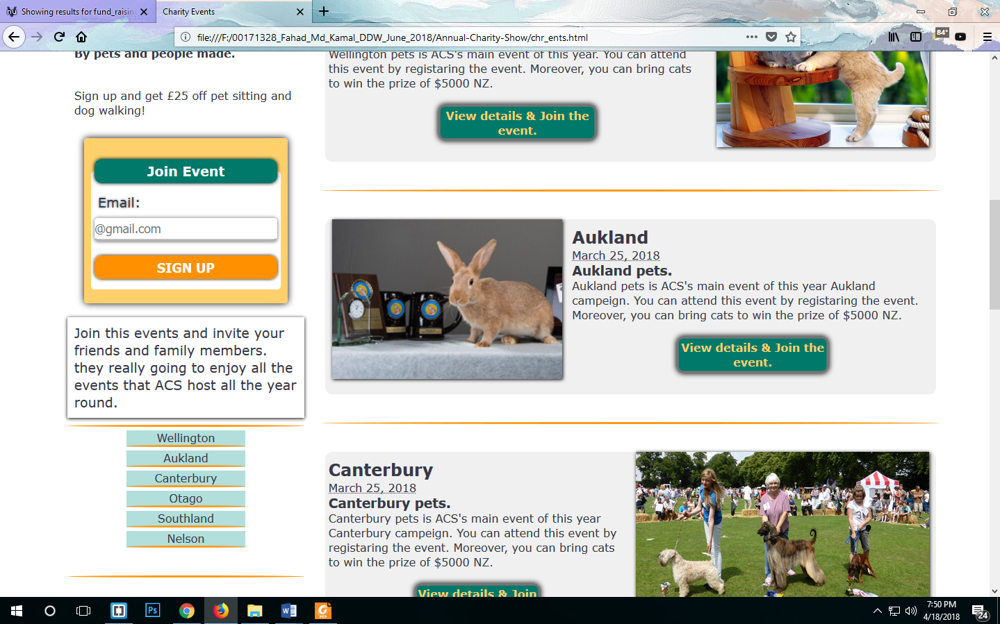 Showing results for fund_raisin
Charity Events
file:///F:/00171328_Fahad_Md_Kamal_DDW_June_2018/Annual-Charity-Show/chr_ents.html
84°
By pets and people made.
Sign up and get £25 off pet sitting and
dog walking!
Join Event
Email:
@gmail.com
SIGN UP
Join this events and invite your
friends and family members.
they really going to enjoy all the
events that ACS host all the year
round.
Wellington
Aukland
Canterbury
Otago
Southland
Nelson
Wellington pets is ACS's main event of this year. You can attend
this event by registaring the event. Moreover, you can bring cats
to win the prize of $5000 NZ.
View details & Join the
event.
Aukland
March 25, 2018
Aukland pets.
Aukland pets is ACS's main event of this year Aukland
campeign. You can attend this event by registaring the event.
Moreover, you can bring cats to win the prize of $5000 NZ.
View details & Join the
event.
Canterbury
March 25, 2018
Canterbury pets.
Canterbury pets is ACS's main event of this year
Canterbury campeign. You can attend this event by
registaring the event. Moreover, you can bring cats
to win the prize of $5000 NZ.
View details & Join
Ps
W
PDF
7:50 PM
4/18/2018
24